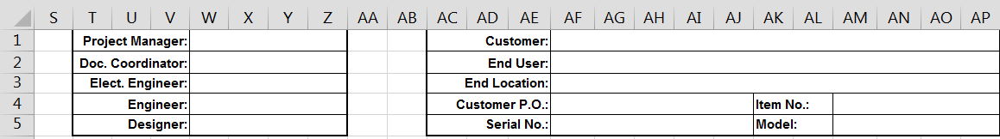 S T U V W X Y Z AA AB AC AD AE AF AG AH AI AJ AK AL AM AN AO AP
1 Project Manager: Customer:
2 Doc. Coordinator: End User:
3 Elect. Engineer: End Location:
4 Engineer: Customer P.O.: Item No.:
5 Designer: Serial No.: Model: